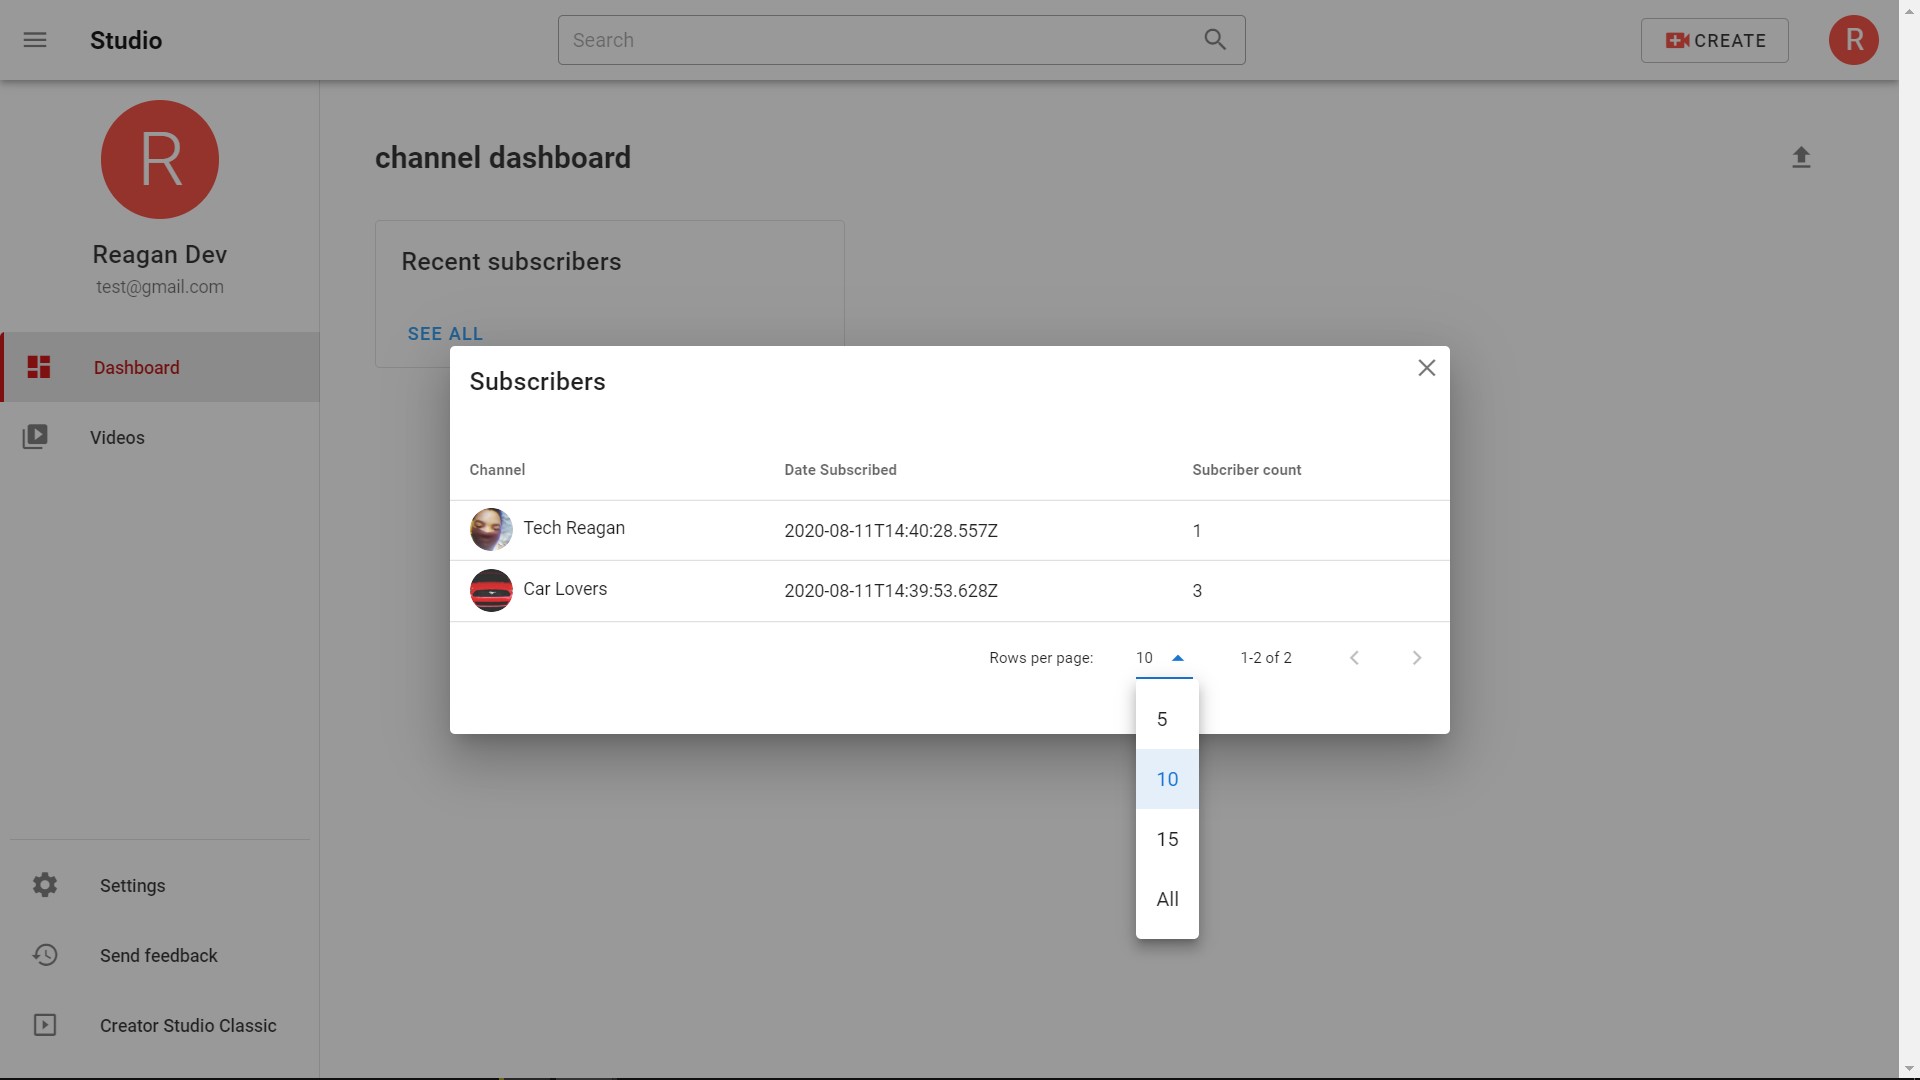 Studio
Search
CREATE
R
R
Reagan Dev
test@gmail.com
Dashboard
Videos
Settings
Send feedback
Creator Studio Classic
channel dashboard
Recent subscribers
SEE ALL
Subscribers
Channel Date Subscribed Subcriber count
Tech Reagan 2020-08-11T14:40:28.557Z 1
Car Lovers 2020-08-11T14:39:53.628Z 3
Rows per page: 10 1-2 of 2
5
10
15
All